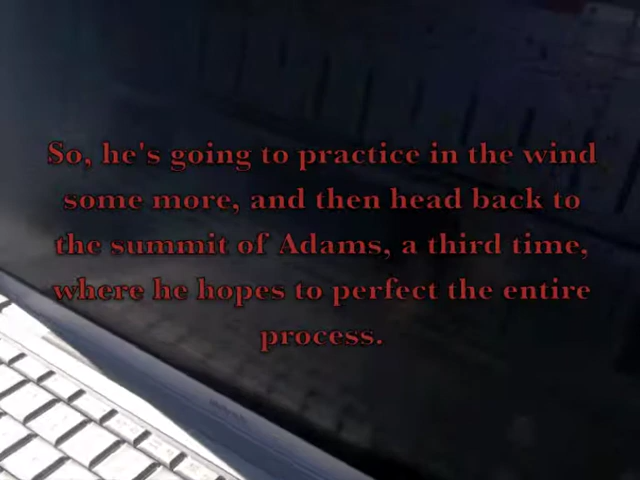 So, he's going to practice in the wind
some more, and then head back to
the summit of Adams, a third time,
where he hopes to perfect the entire
process.